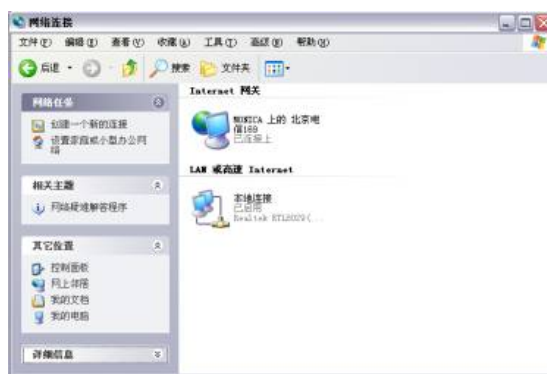 网络连接
文件(F) 编辑(E) 查看(V) 收藏(A) 工具(T) 高级(N) 帮助(H)
后退 搜索 文件夹
网络任务
创建一个新的连接
设置家庭或小型办公网络
相关主题
网络疑难解答程序
其它位置
控制面板
网上邻居
我的文档
我的电脑
详细信息
Internet 网关
MONICA 上的 北京电
信169
已连接上
LAN 或高速 Internet
本地连接
已启用
Realtek RTL8029(...